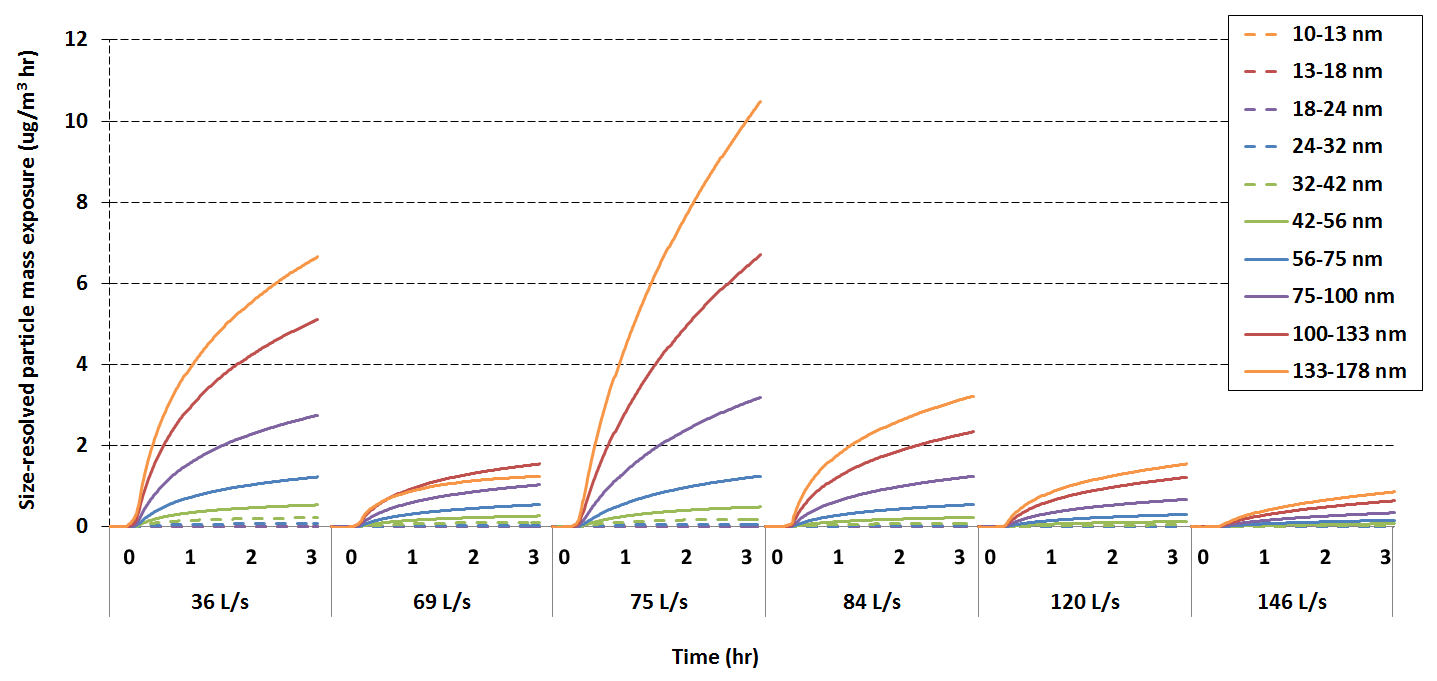 Size-resolved particle mass exposure (ug/m³ hr)
12
10
8
6
4
2
0
10-13 nm
13-18 nm
18-24 nm
24-32 nm
32-42 nm
42-56 nm
56-75 nm
75-100 nm
100-133 nm
133-178 nm
0 1 2 3 0 1 2 3 0 1 2 3 0 1 2 3 0 1 2 3 0 1 2 3
36 L/s 69 L/s 75 L/s 84 L/s 120 L/s 146 L/s
Time (hr)